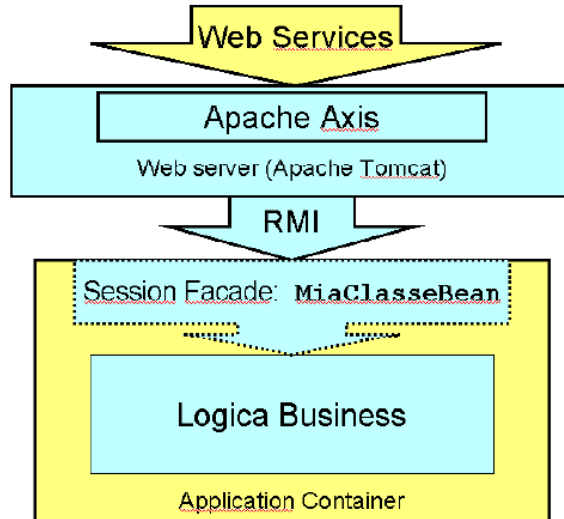 Web Services
Apache Axis
Web server (Apache Tomcat)
RMI
Session Facade: MiaClasseBean
Logica Business
Application Container